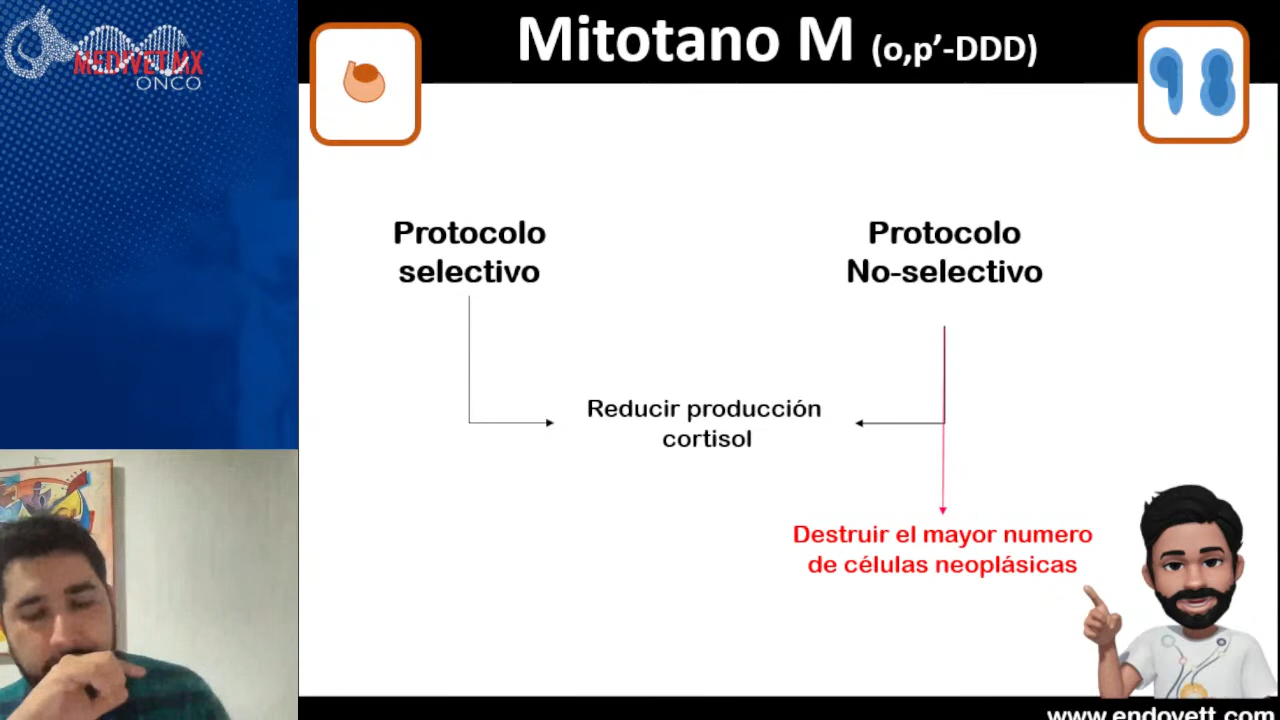 MEDIVET.MX
ONCO
Mitotano M (o,p’-DDD)
Protocolo
selectivo
Protocolo
No-selectivo
Reducir producción
cortisol
Destruir el mayor numero
de células neoplásicas
www.endovett.com